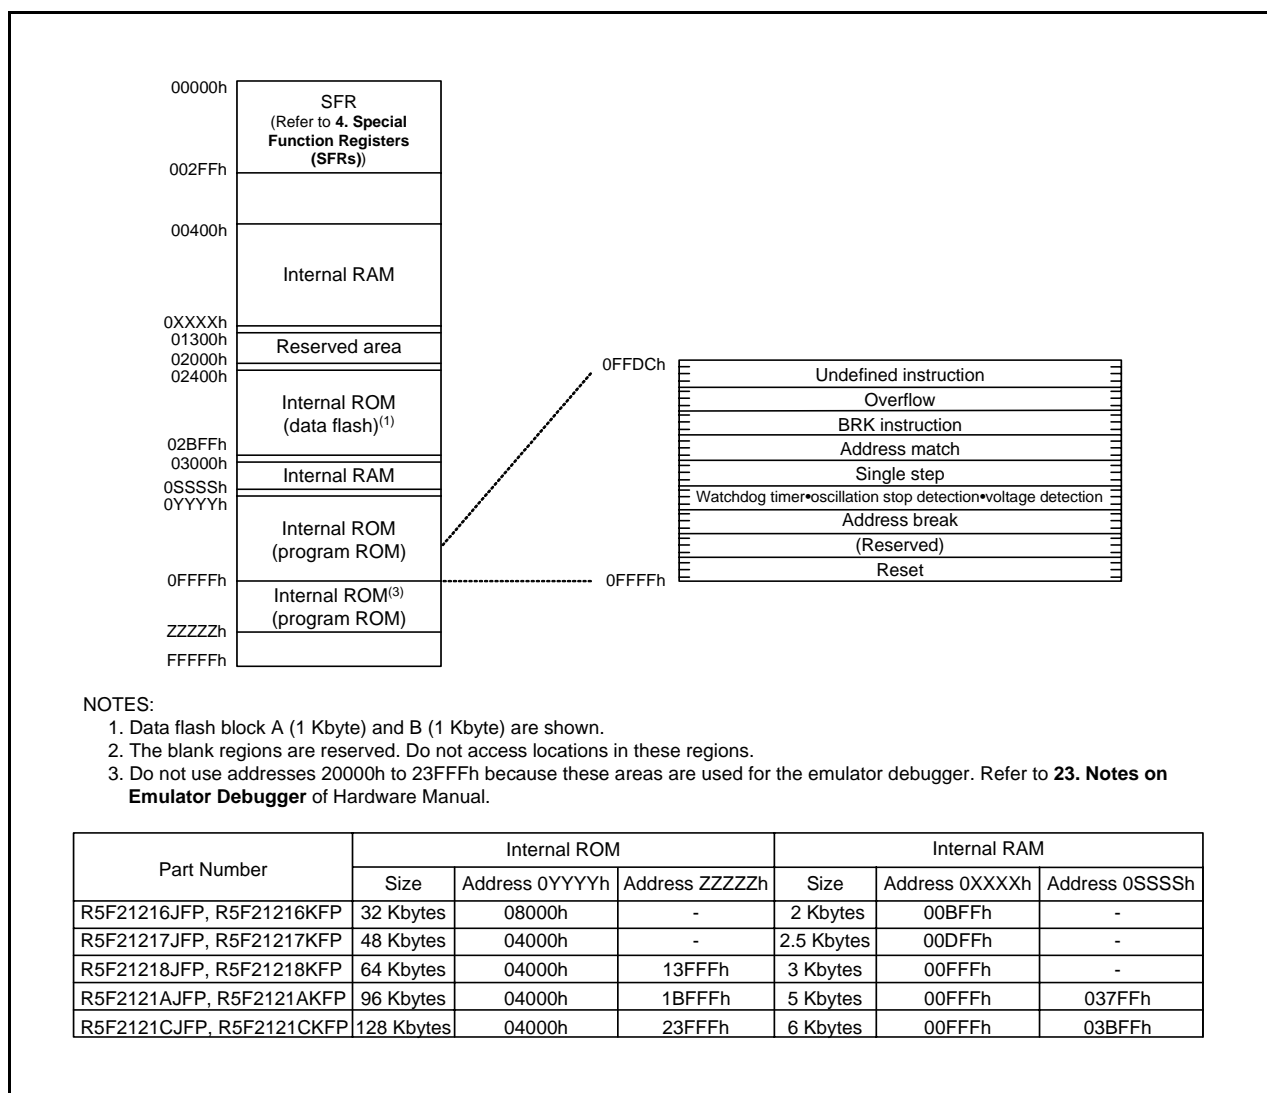 00000h
SFR
(Refer to 4. Special
Function Registers
(SFRs))
002FFh
00400h
Internal RAM
0XXXXh
01300h
Reserved area
02000h
02400h
Internal ROM
(data flash)(1)
02BFFh
03000h
Internal RAM
0SSSSh
0YYYYh
Internal ROM
(program ROM)
0FFFFh
Internal ROM(3)
(program ROM)
ZZZZZh
FFFFFh
0FFDCh
Undefined instruction
Overflow
BRK instruction
Address match
Single step
Watchdog timer•oscillation stop detection•voltage detection
Address break
(Reserved)
Reset
0FFFFh
NOTES:
1. Data flash block A (1 Kbyte) and B (1 Kbyte) are shown.
2. The blank regions are reserved. Do not access locations in these regions.
3. Do not use addresses 20000h to 23FFFh because these areas are used for the emulator debugger. Refer to 23. Notes on
Emulator Debugger of Hardware Manual.
Part Number Internal ROM Internal RAM
Size Address 0YYYYh Address ZZZZZh Size Address 0XXXXh Address 0SSSSh
R5F21216JFP, R5F21216KFP 32 Kbytes 08000h - 2 Kbytes 00BFFh -
R5F21217JFP, R5F21217KFP 48 Kbytes 04000h - 2.5 Kbytes 00DFFh -
R5F21218JFP, R5F21218KFP 64 Kbytes 04000h 13FFFh 3 Kbytes 00FFFh -
R5F2121AJFP, R5F2121AKFP 96 Kbytes 04000h 1BFFFh 5 Kbytes 00FFFh 037FFh
R5F2121CJFP, R5F2121CKFP 128 Kbytes 04000h 23FFFh 6 Kbytes 00FFFh 03BFFh